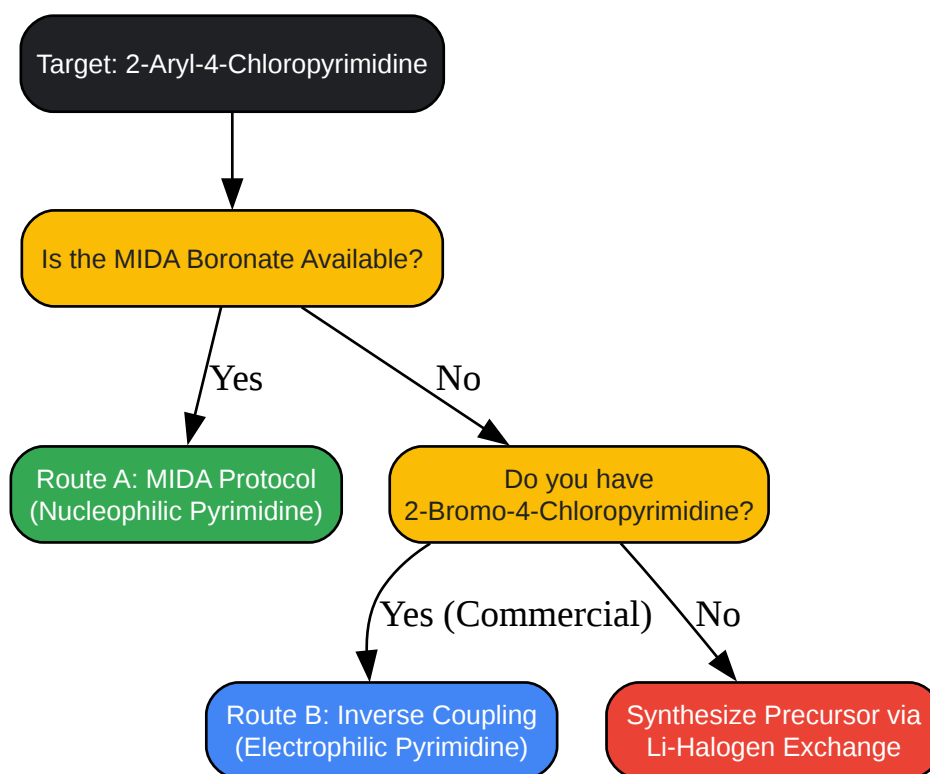 Target: 2-Aryl-4-Chloropyrimidine
Is the MIDA Boronate Available?
Yes
No
Route A: MIDA Protocol
(Nucleophilic Pyrimidine)
Do you have
2-Bromo-4-Chloropyrimidine?
Yes (Commercial)
No
Route B: Inverse Coupling
(Electrophilic Pyrimidine)
Synthesize Precursor via
Li-Halogen Exchange